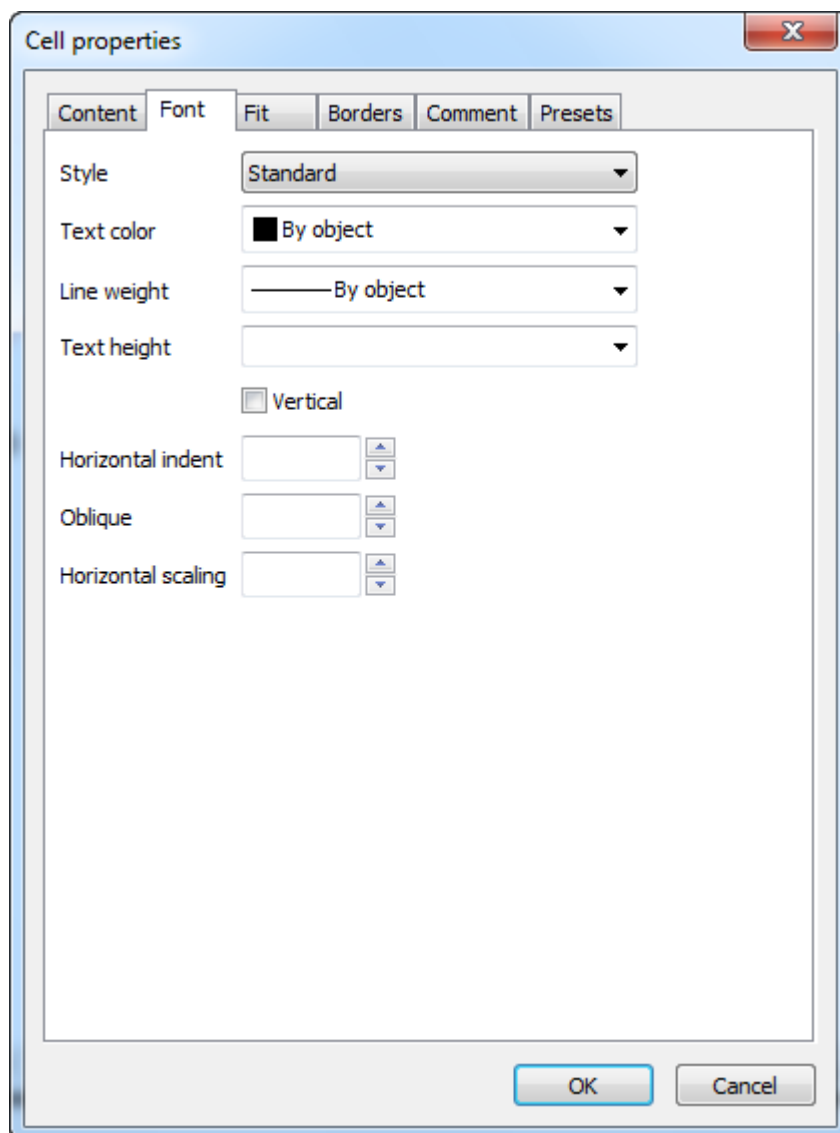 Cell properties
Content Font Fit Borders Comment Presets
Style Standard
Text color By object
Line weight By object
Text height
Vertical
Horizontal indent
Oblique
Horizontal scaling
OK Cancel